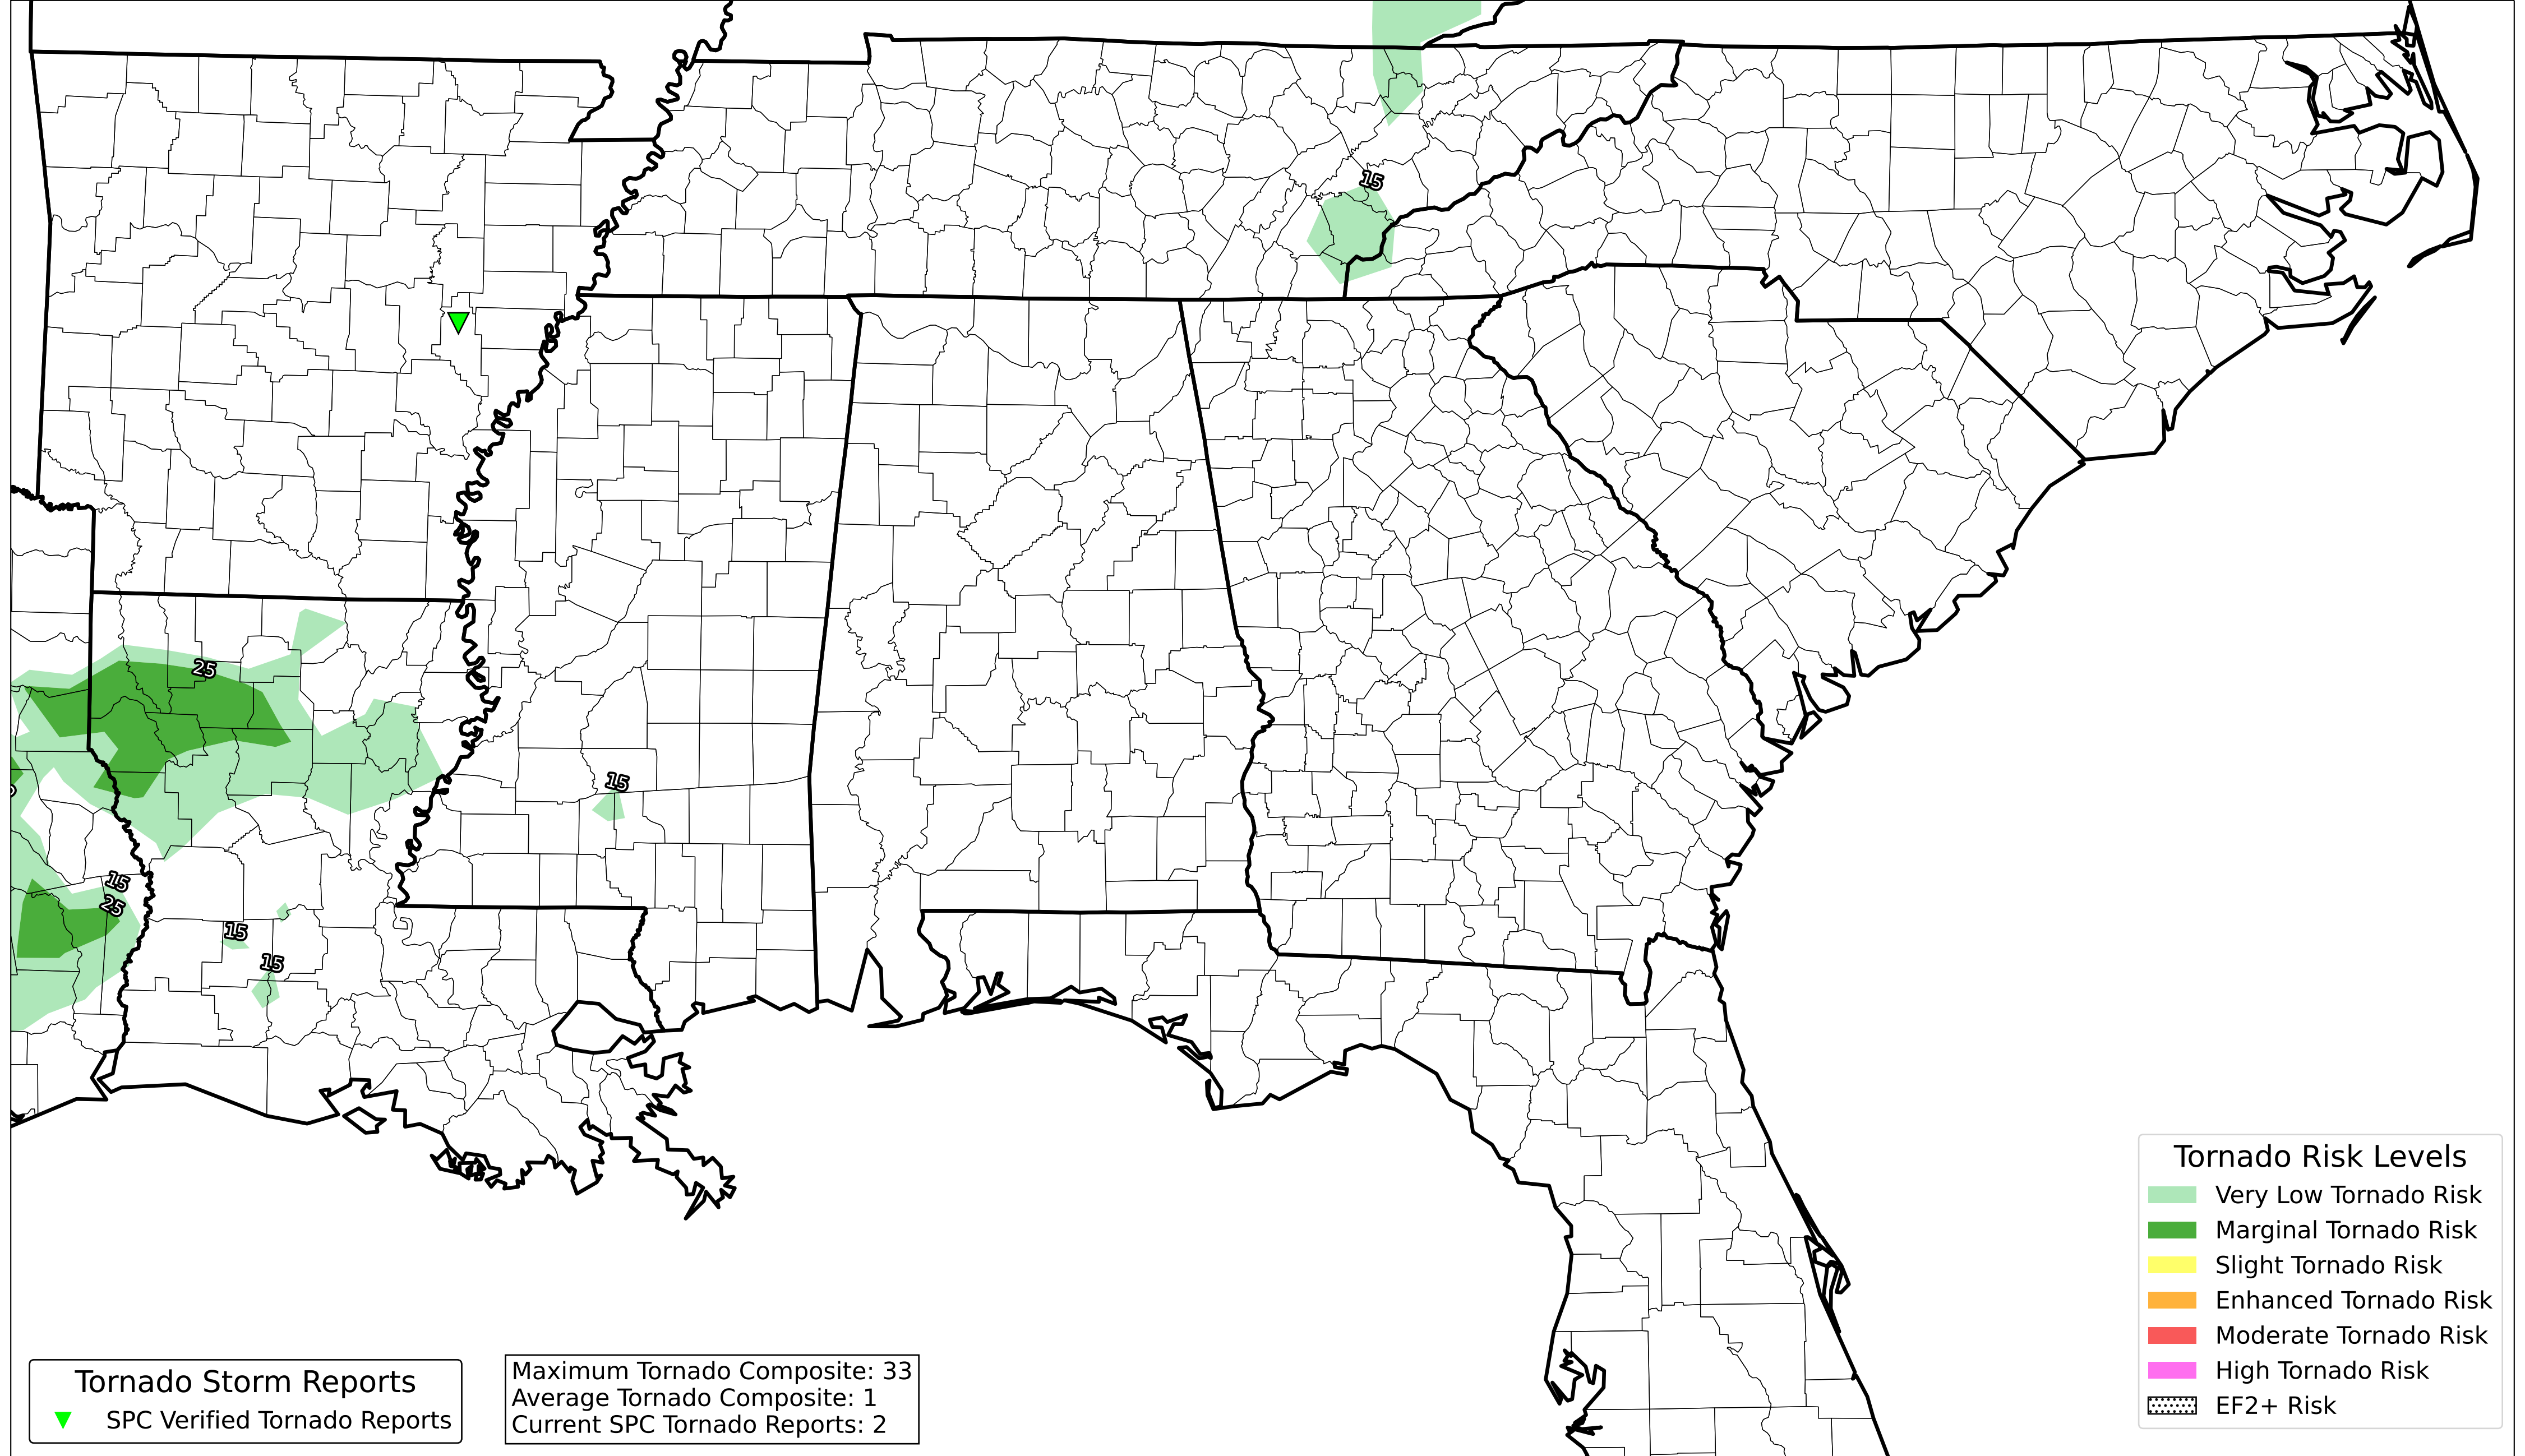 15
25
15
15
25
15
15
Tornado Risk Levels
Very Low Tornado Risk
Marginal Tornado Risk
Slight Tornado Risk
Enhanced Tornado Risk
Moderate Tornado Risk
High Tornado Risk
EF2+ Risk
Tornado Storm Reports
SPC Verified Tornado Reports
Maximum Tornado Composite: 33
Average Tornado Composite: 1
Current SPC Tornado Reports: 2